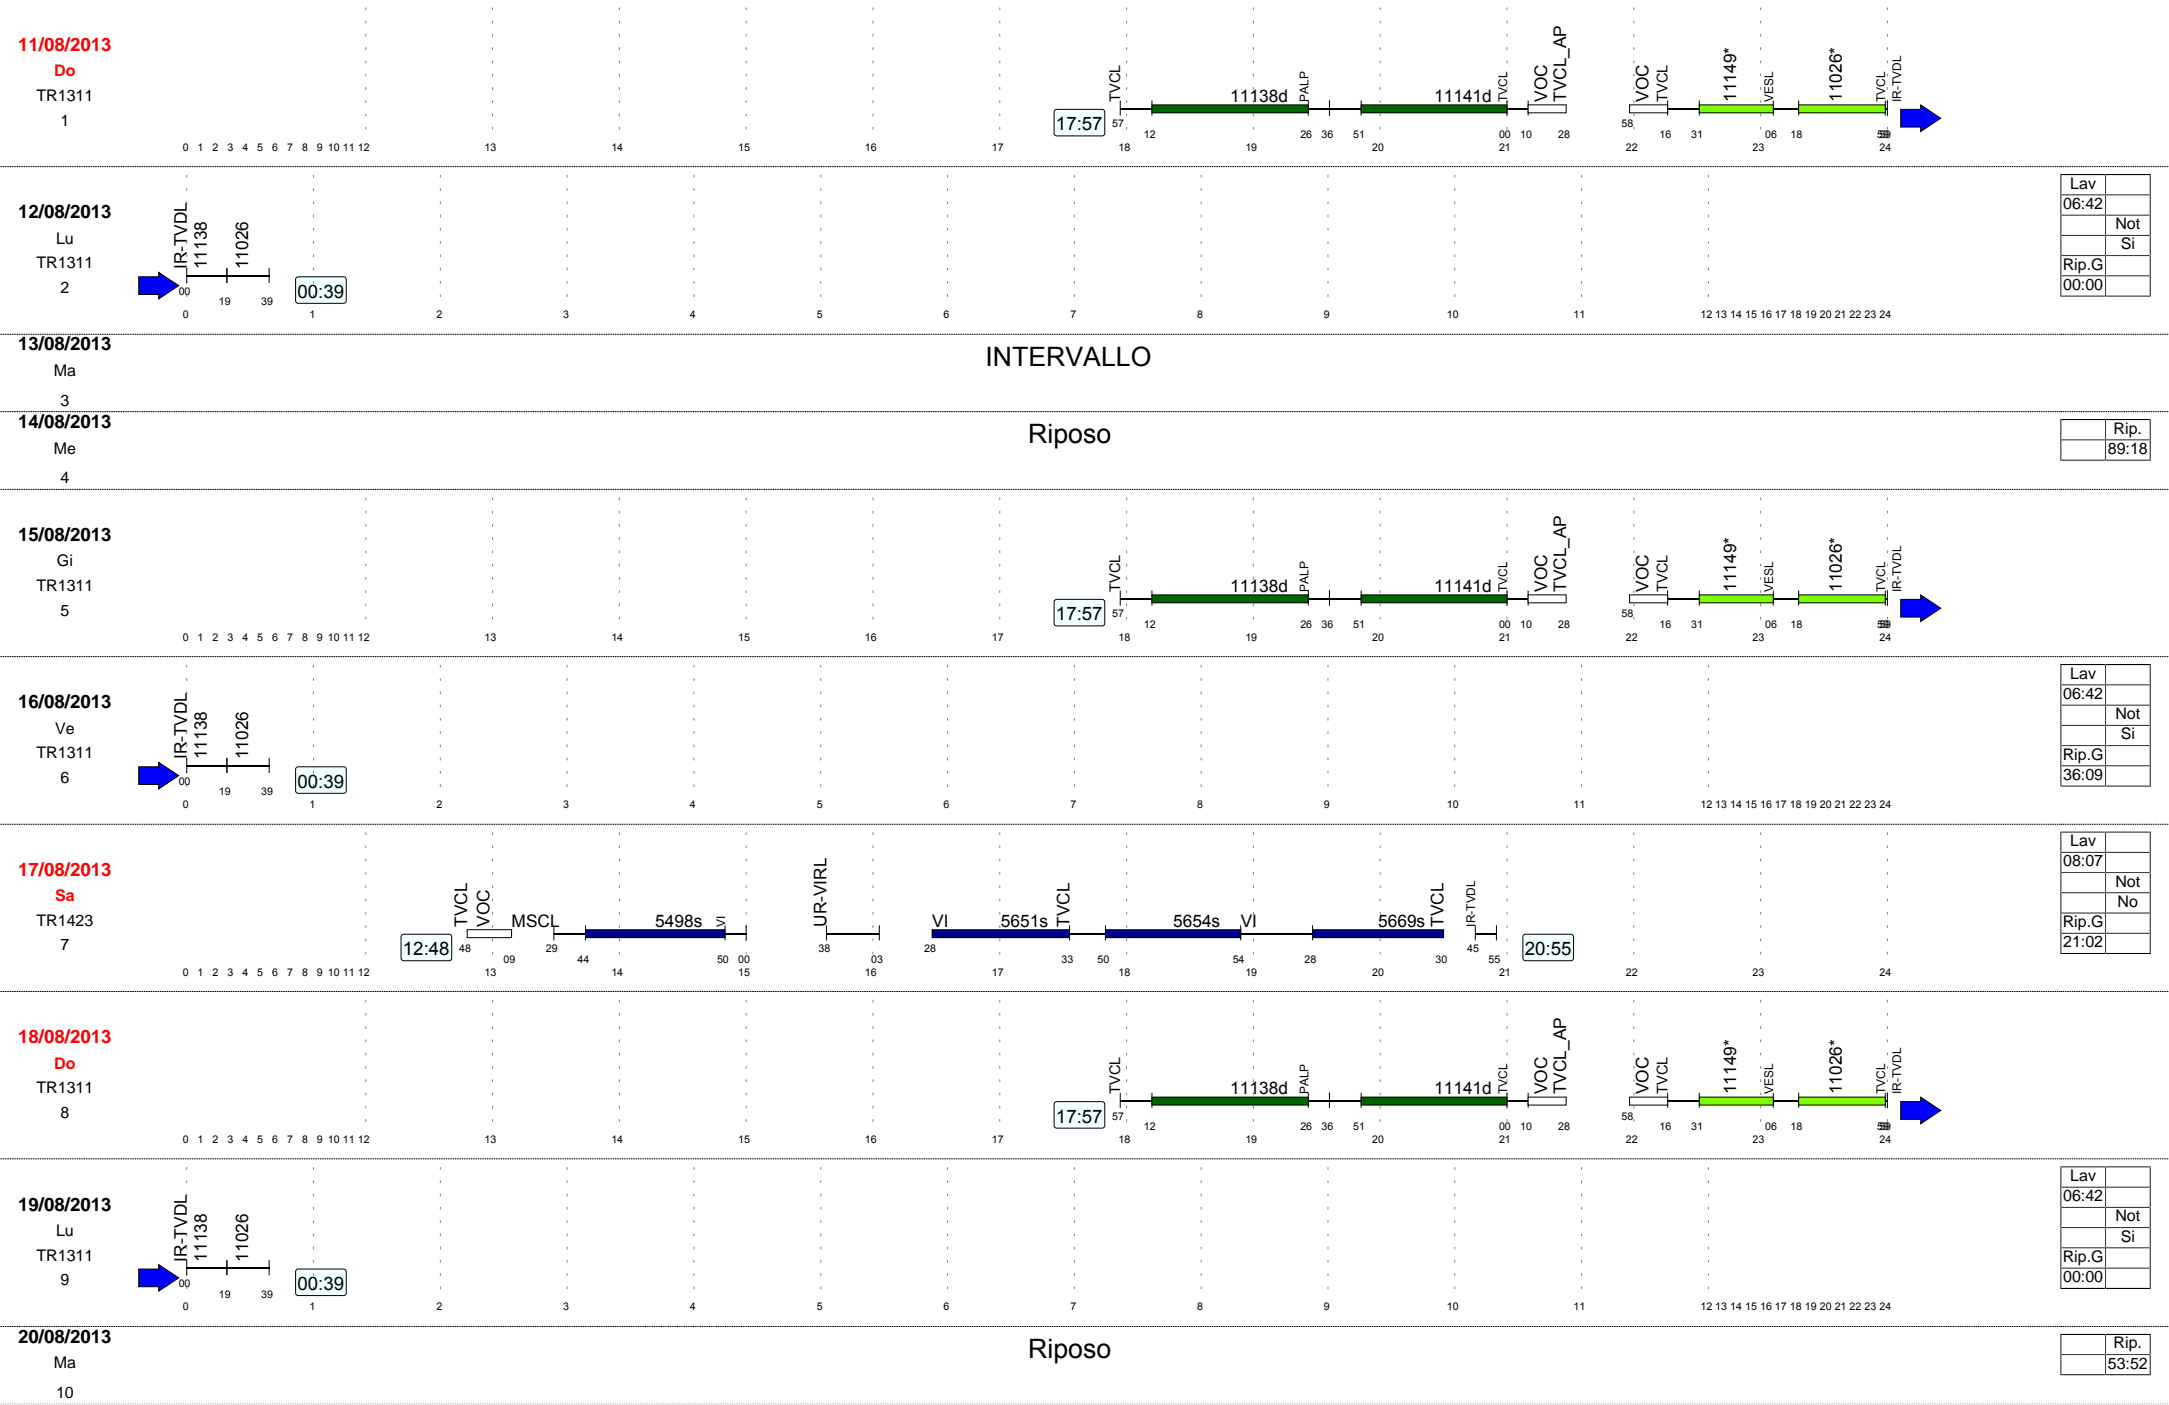 11/08/2013
Do
TR1311
1
17:57
TVCL 11138d PALP 11141d TVCL VOC TVCL_AP VOC TVCL 11149* VESL 11026* TVCL IR-TVDL
57 12 26 36 51 00 10 28 58 16 31 06 18 59
0 1 2 3 4 5 6 7 8 9 10 11 12 13 14 15 16 17 18 19 20 21 22 23 24
12/08/2013
Lu
TR1311
2
IR-TVDL 11138 11026
00 19 39
00:39
0 1 2 3 4 5 6 7 8 9 10 11 12 13 14 15 16 17 18 19 20 21 22 23 24
Lav
06:42
Not
Si
Rip.G
00:00
13/08/2013
Ma
3
INTERVALLO
14/08/2013
Me
4
Riposo
Rip.
89:18
15/08/2013
Gi
TR1311
5
17:57
TVCL 11138d PALP 11141d TVCL VOC TVCL_AP VOC TVCL 11149* VESL 11026* TVCL IR-TVDL
57 12 26 36 51 00 10 28 58 16 31 06 18 59
0 1 2 3 4 5 6 7 8 9 10 11 12 13 14 15 16 17 18 19 20 21 22 23 24
16/08/2013
Ve
TR1311
6
IR-TVDL 11138 11026
00 19 39
00:39
0 1 2 3 4 5 6 7 8 9 10 11 12 13 14 15 16 17 18 19 20 21 22 23 24
Lav
06:42
Not
Si
Rip.G
36:09
17/08/2013
Sa
TR1423
7
12:48
TVCL VOC MSCL 5498s VI UR-VIRL VI 5651s TVCL 5654s VI 5669s TVCL IR-TVDL
48 09 29 44 50 00 38 03 28 33 50 54 28 30 45 55
20:55
0 1 2 3 4 5 6 7 8 9 10 11 12 13 14 15 16 17 18 19 20 21 22 23 24
Lav
08:07
Not
No
Rip.G
21:02
18/08/2013
Do
TR1311
8
17:57
TVCL 11138d PALP 11141d TVCL VOC TVCL_AP VOC TVCL 11149* VESL 11026* TVCL IR-TVDL
57 12 26 36 51 00 10 28 58 16 31 06 18 59
0 1 2 3 4 5 6 7 8 9 10 11 12 13 14 15 16 17 18 19 20 21 22 23 24
19/08/2013
Lu
TR1311
9
IR-TVDL 11138 11026
00 19 39
00:39
0 1 2 3 4 5 6 7 8 9 10 11 12 13 14 15 16 17 18 19 20 21 22 23 24
Lav
06:42
Not
Si
Rip.G
00:00
20/08/2013
Ma
10
Riposo
Rip.
53:52